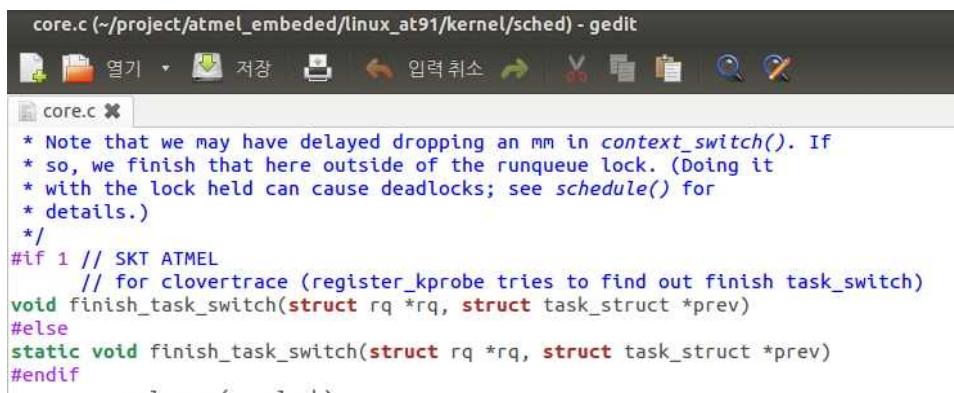 core.c (~/project/atmel_embeded/linux_at91/kernel/sched) - gedit
열기 저장 입력 취소
core.c
* Note that we may have delayed dropping an mm in context_switch(). If
* so, we finish that here outside of the runqueue lock. (Doing it
* with the lock held can cause deadlocks; see schedule() for
* details.)
*/
#if 1 // SKT ATMEL
// for clovertrace (register_kprobe tries to find out finish task_switch)
void finish_task_switch(struct rq *rq, struct task_struct *prev)
#else
static void finish_task_switch(struct rq *rq, struct task_struct *prev)
#endif